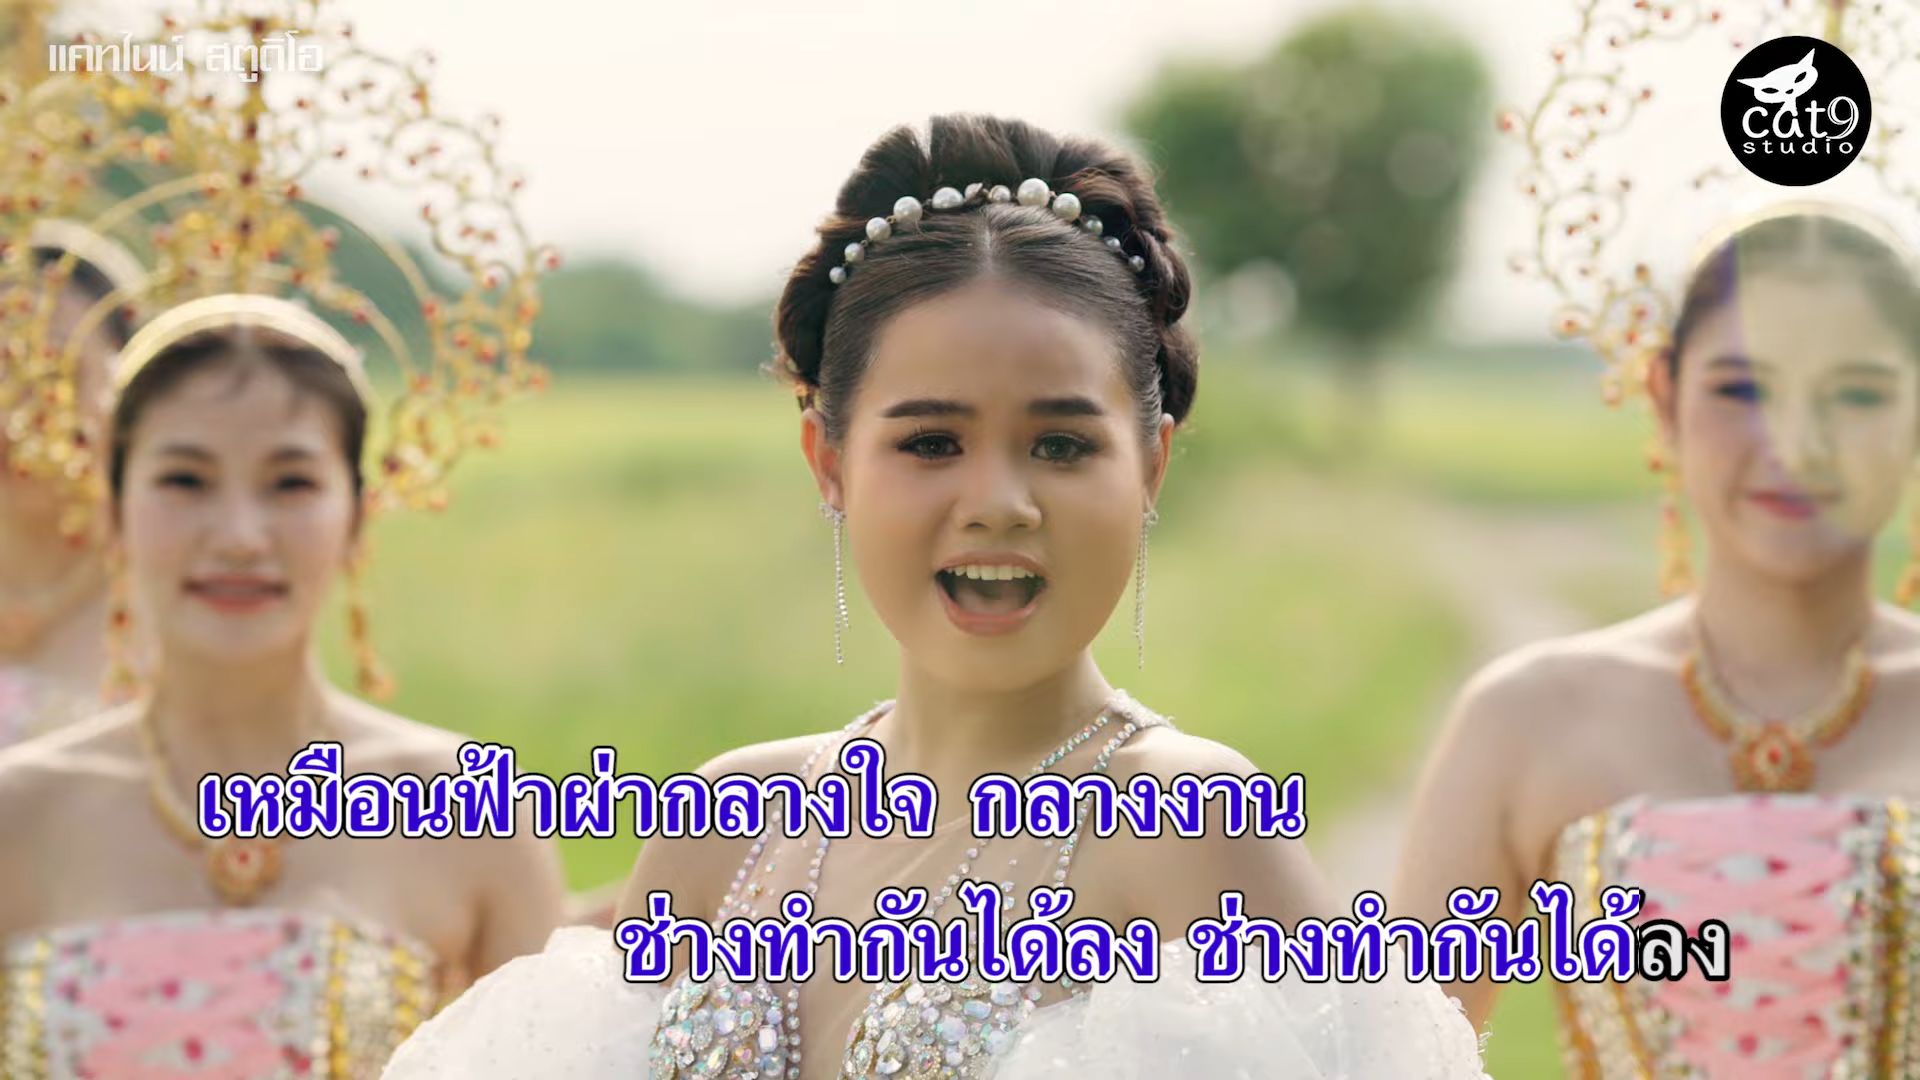 แคทไนน์ สตูดิโอ
cat9
studio
เหมือนฟ้าผ่ากลางใจ กลางงาน
ช่างทำกันได้ลง ช่างทำกันได้ลง